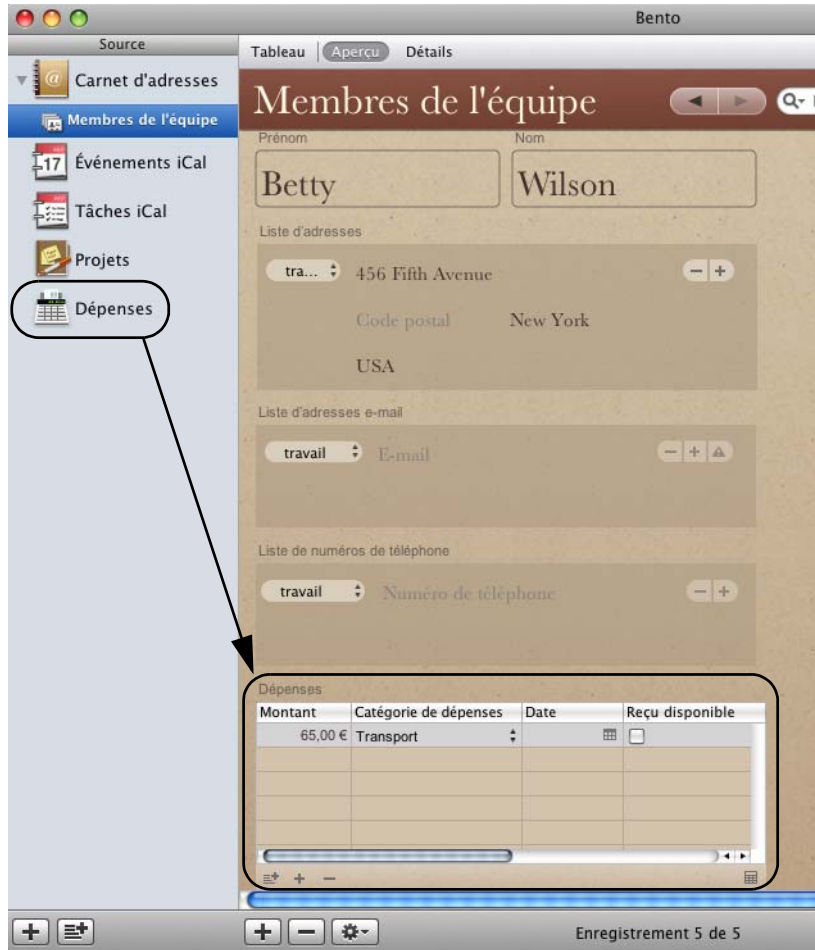 Bento
Source
Tableau Aperçu Détails
Carnet d'adresses
Membres de l'équipe
Événements iCal
17
Tâches iCal
Projets
Dépenses
Membres de l'équipe
Prénom Nom
Betty Wilson
Liste d'adresses
tra... 456 Fifth Avenue
Code postal New York
USA
Liste d'adresses e-mail
travail E-mail
Liste de numéros de téléphone
travail Numéro de téléphone
Dépenses
Montant Catégorie de dépenses Date Reçu disponible
65,00 € Transport
Enregistrement 5 de 5